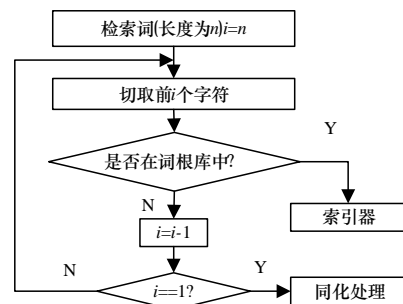 检索词(长度为n)i=n
切取前i个字符
Y
是否在词根库中?
N
索引器
i=i-1
N
Y
i==1?
同化处理